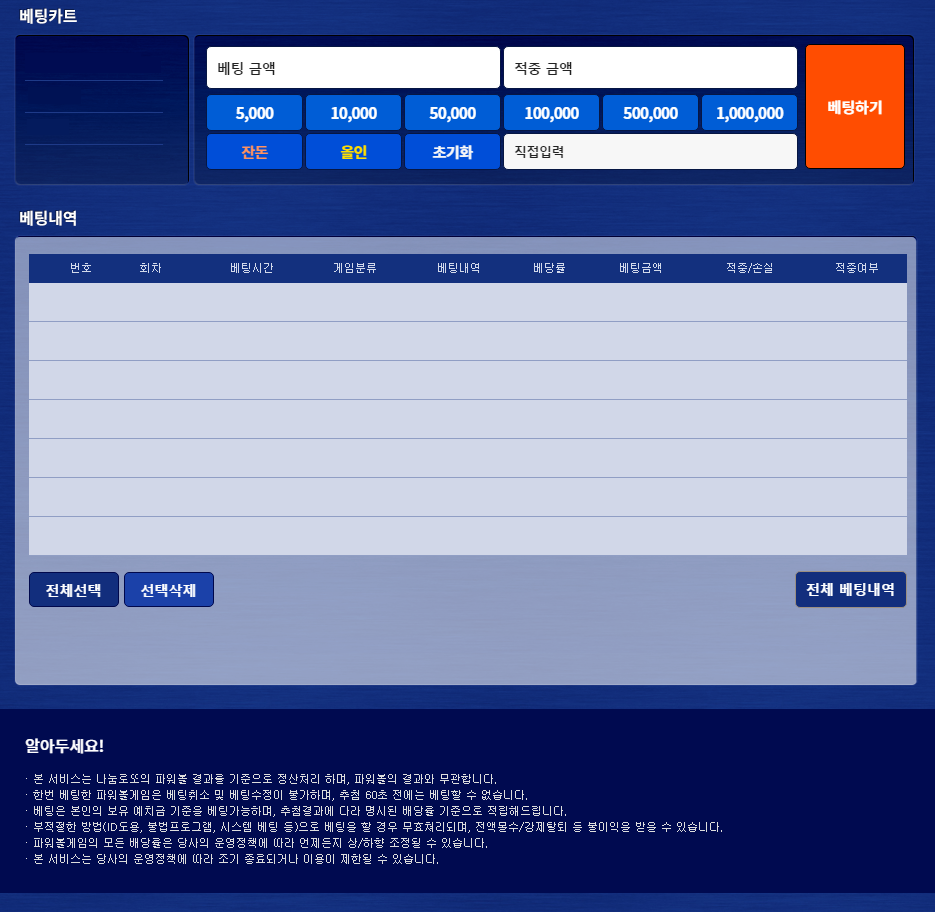 베팅카트
베팅 금액
적중 금액
베팅하기
5,000
10,000
50,000
100,000
500,000
1,000,000
잔돈
올인
초기화
직접입력
베팅내역
번호 회차 베팅시간 게임분류 베팅내역 베당률 베팅금액 적중/손실 적중여부
전체선택
선택삭제
전체 베팅내역
알아두세요!
· 본 서비스는 나눔로또의 파워볼 결과를 기준으로 정산처리 하며, 파워볼의 결과와 무관합니다.
· 한번 베팅한 파워볼게임은 베팅취소 및 베팅수정이 불가하며, 추첨 60초 전에는 베팅할 수 없습니다.
· 베팅은 본인의 보유 예치금 기준을 베팅가능하며, 추첨결과에 다라 명시된 배당률 기준으로 적립해드립니다.
· 부적절한 방법(ID도용, 불법프로그램, 시스템 베팅 등)으로 베팅을 할 경우 무효쳐리되며, 전액몰수/강제탈퇴 등 불이익을 받을 수 있습니다.
· 파워볼게임의 모든 배당률은 당사의 운영정책에 따라 언제든지 상/하향 조정될 수 있습니다.
· 본 서비스는 당사의 운영정책에 따라 조기 종료되거나 이용이 제한될 수 있습니다.